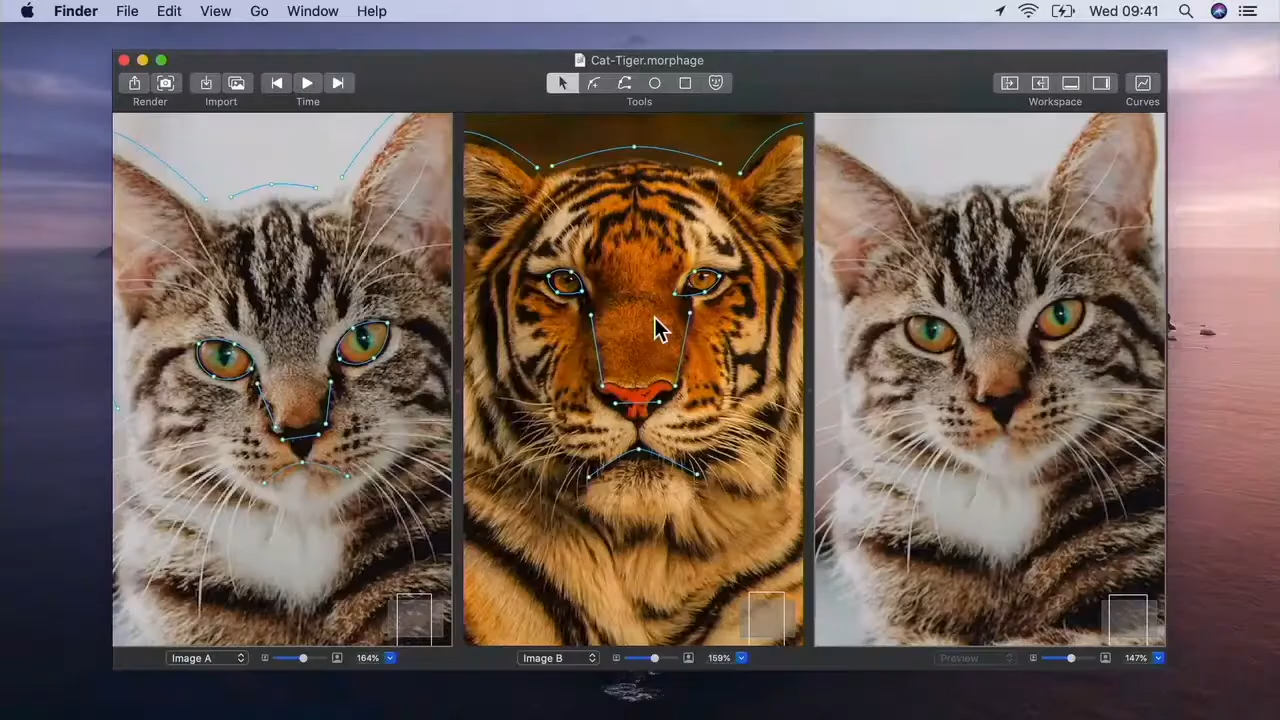 Finder File Edit View Go Window Help Wed 09:41
Cat-Tiger.morphage
Render Import Time Tools Workspace Curves
Image A 164% Image B 159% Preview 147%